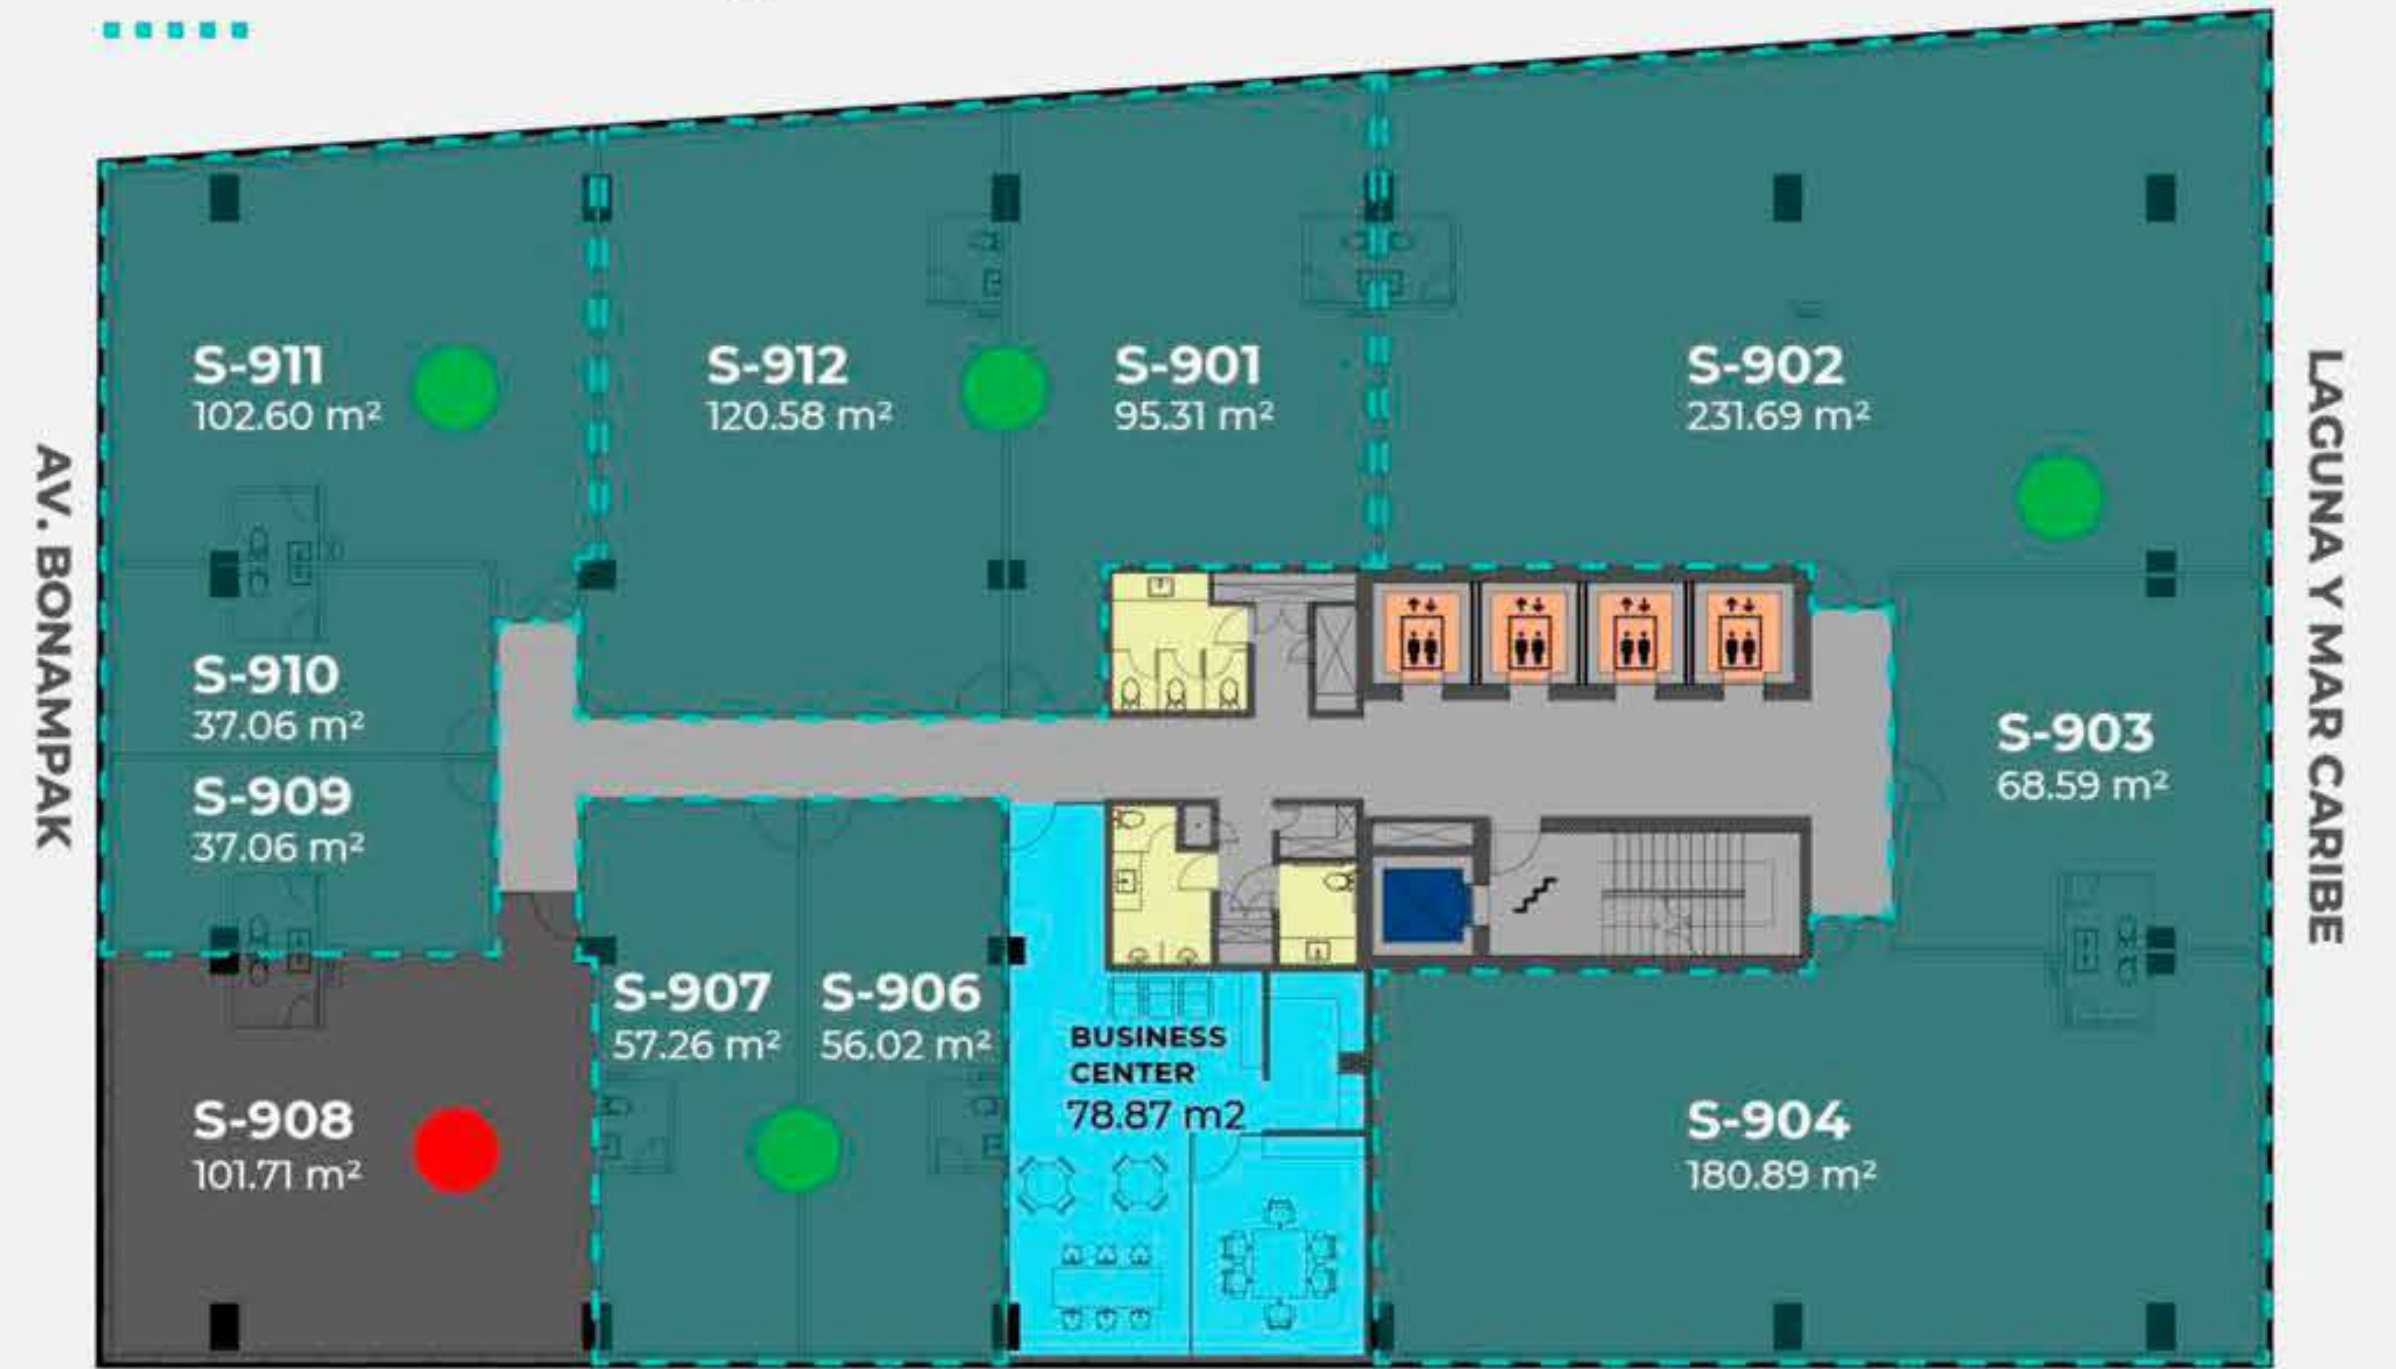 S-911
102.60 m²
S-912
120.58 m²
S-901
95.31 m²
S-902
231.69 m²
AV. BONAMPAK
LAGUNA Y MAR CARIBE
S-910
37.06 m²
S-909
37.06 m²
S-903
68.59 m²
S-907
57.26 m²
S-906
56.02 m²
BUSINESS
CENTER
78.87 m2
S-908
101.71 m²
S-904
180.89 m²